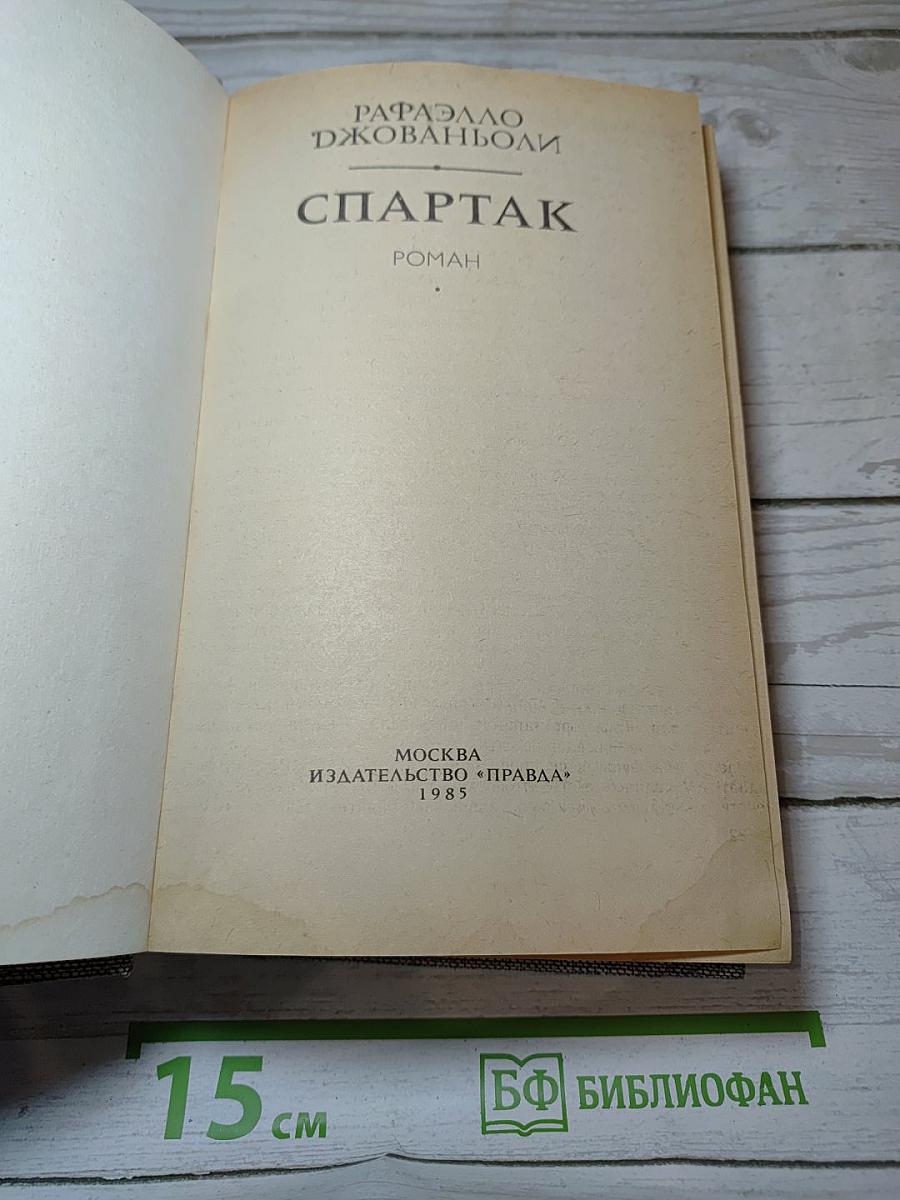 РАФАЭЛЛО
ДЖОВАНЬОЛИ
СПАРТАК
РОМАН
МОСКВА
ИЗДАТЕЛЬСТВО «ПРАВДА»
1985
15 см
БФ БИБЛИОФАН